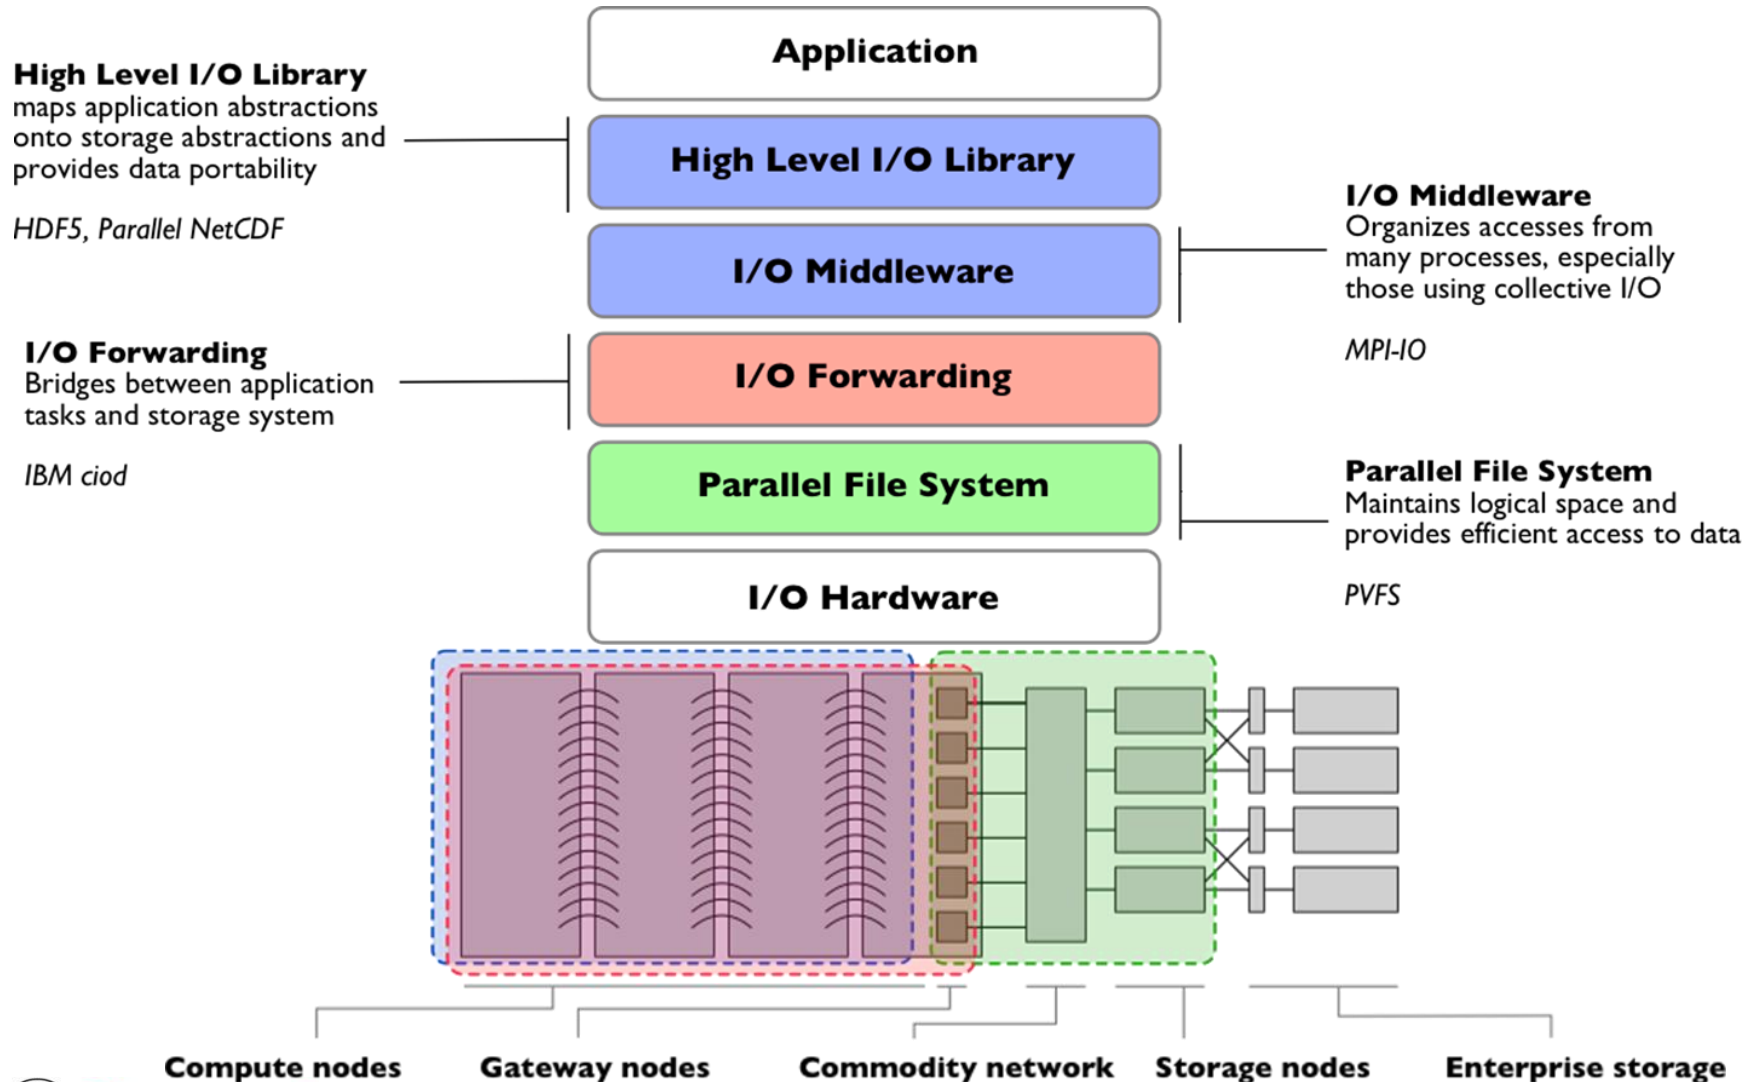 Application
High Level I/O Library
maps application abstractions
onto storage abstractions and
provides data portability
HDF5, Parallel NetCDF
High Level I/O Library
I/O Middleware
I/O Middleware
Organizes accesses from
many processes, especially
those using collective I/O
MPI-IO
I/O Forwarding
Bridges between application
tasks and storage system
IBM ciod
I/O Forwarding
Parallel File System
Parallel File System
Maintains logical space and
provides efficient access to data
PVFS
I/O Hardware
Compute nodes
Gateway nodes
Commodity network
Storage nodes
Enterprise storage